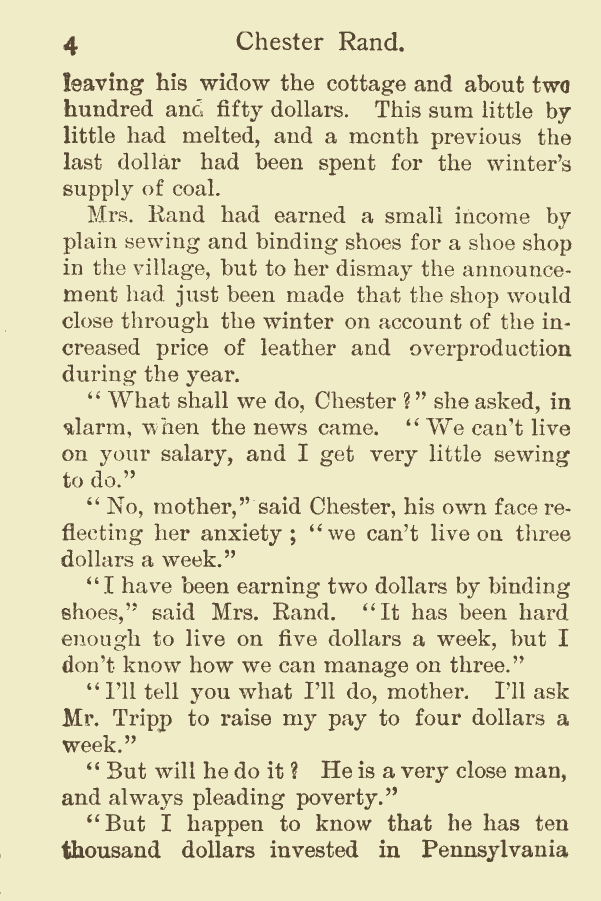 4 Chester Rand.
leaving his widow the cottage and about two
hundred and fifty dollars. This sum little by
little had melted, and a month previous the
last dollar had been spent for the winter's
supply of coal.
Mrs. Rand had earned a small income by
plain sewing and binding shoes for a shoe shop
in the village, but to her dismay the announce-
ment had just been made that the shop would
close through the winter on account of the in-
creased price of leather and overproduction
during the year.
"What shall we do, Chester?" she asked, in
alarm, when the news came. "We can't live
on your salary, and I get very little sewing
to do."
"No, mother," said Chester, his own face re-
flecting her anxiety; "we can't live on three
dollars a week."
"I have been earning two dollars by binding
shoes," said Mrs. Rand. "It has been hard
enough to live on five dollars a week, but I
don't know how we can manage on three."
"I'll tell you what I'll do, mother. I'll ask
Mr. Tripp to raise my pay to four dollars a
week."
"But will he do it? He is a very close man,
and always pleading poverty."
"But I happen to know that he has ten
thousand dollars invested in Pennsylvania